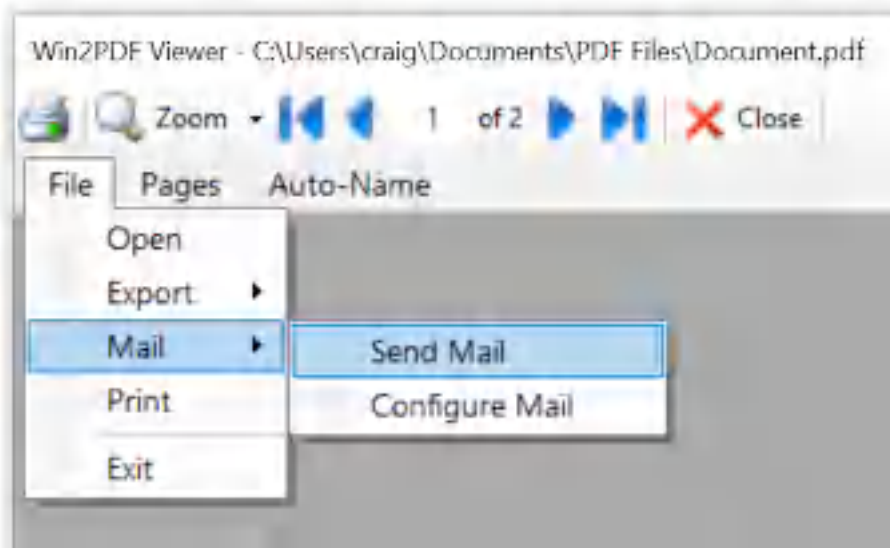 Win2PDF Viewer - C:\Users\craig\Documents\PDF Files\Document.pdf
Zoom 1 of 2 Close
File Pages Auto-Name
Open
Export
Mail Send Mail
Print Configure Mail
Exit